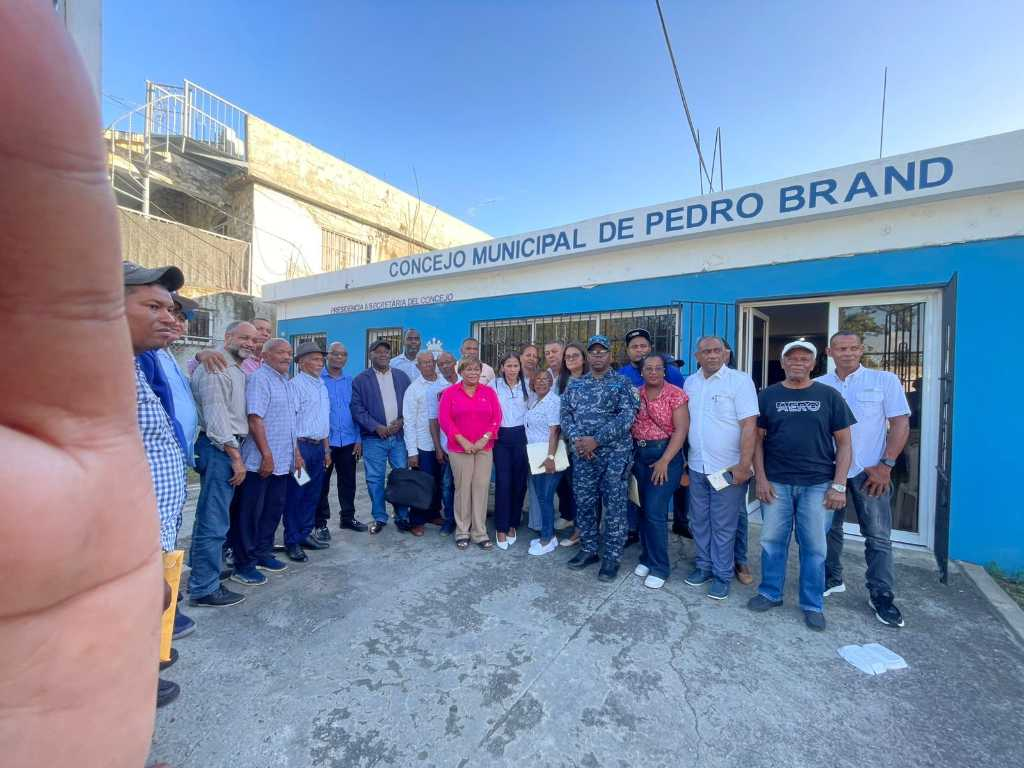 CONCEJO MUNICIPAL DE PEDRO BRAND
PRESIDENCIA & SECRETARIA DEL CONCEJO
AERO